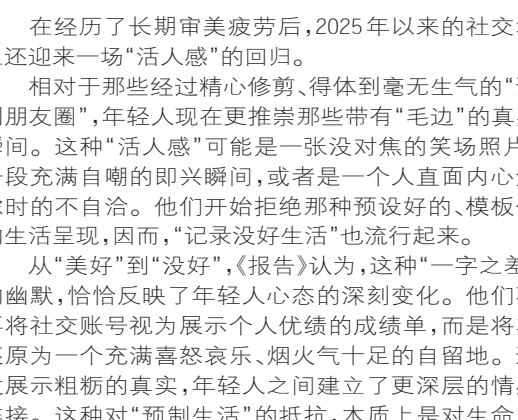 在经历了长期审美疲劳后,2025年以来的社交
还迎来一场“活人感”的回归。
相对于那些经过精心修剪、得体到毫无生气的“
朋友圈”,年轻人现在更推崇那些带有“毛边”的真
瞬间。这种“活人感”可能是一张没对焦的笑场照片
一段充满自嘲的即兴瞬间,或者是一个人直面内心
时的不自洽。他们开始拒绝那种预设好的、模板
的生活呈现,因而,“记录没好生活”也流行起来。
从“美好”到“没好”,《报告》认为,这种“一字之差
的幽默,恰恰反映了年轻人心态的深刻变化。他们
再将社交账号视为展示个人优绩的成绩单,而是将
还原为一个充满喜怒哀乐、烟火气十足的自留地。
展示粗粝的真实,年轻人之间建立了更深层的情
连接。这种对“预制生活”的抵抗,本质上是对生命